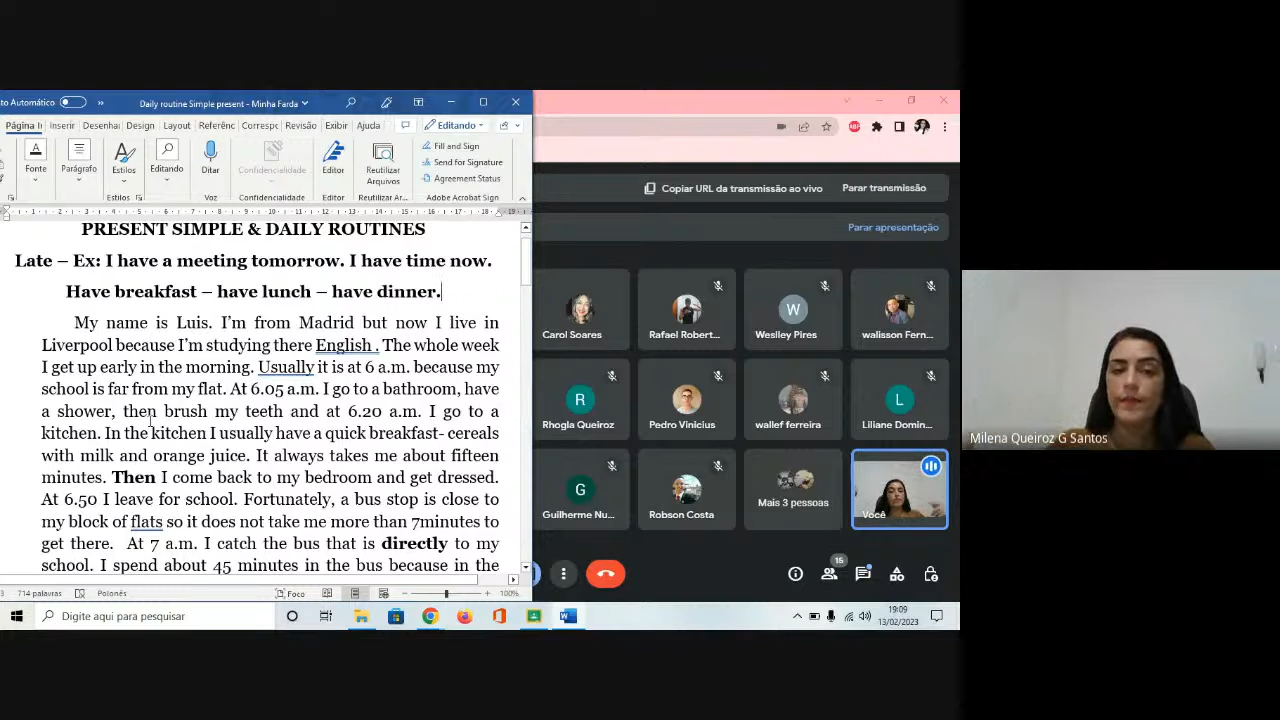 to Automático
Daily routine Simple present - Minha Farda
Página I
Inserir
Desenhar
Design
Layout
Referênc
Corresp
Revisão
Exibir
Ajuda
Editando
Fonte
Parágrafo
Estilos
Editando
Ditar
Confidencialidade
Editor
Reutilizar
Arquivos
Fill and Sign
Send for Signature
Agreement Status
Voz
Confidencialidade
Editor
Reutilizar Ar...
Adobe Acrobat Sign
PRESENT SIMPLE & DAILY ROUTINES
Late – Ex: I have a meeting tomorrow. I have time now.
Have breakfast – have lunch – have dinner.
My name is Luis. I'm from Madrid but now I live in
Liverpool because I'm studying there English . The whole week
I get up early in the morning. Usually it is at 6 a.m. because my
school is far from my flat. At 6.05 a.m. I go to a bathroom, have
a shower, then brush my teeth and at 6.20 a.m. I go to a
kitchen. In the kitchen I usually have a quick breakfast- cereals
with milk and orange juice. It always takes me about fifteen
minutes. Then I come back to my bedroom and get dressed.
At 6.50 I leave for school. Fortunately, a bus stop is close to
my block of flats so it does not take me more than 7minutes to
get there. At 7 a.m. I catch the bus that is directly to my
school. I spend about 45 minutes in the bus because in the
3 714 palavras Polonês Foco 100%
Copiar URL da transmissão ao vivo Parar transmissão
Parar apresentação
Carol Soares
Rafael Robert...
W
Weslley Pires
walisson Fern...
R
Rhogla Queiroz
Pedro Vinicius
wallef ferreira
L
Liliane Domin...
G
Guilherme Nu...
Robson Costa
Mais 3 pessoas
Você
16
Milena Queiroz G Santos
Digite aqui para pesquisar
19:09
13/02/2023